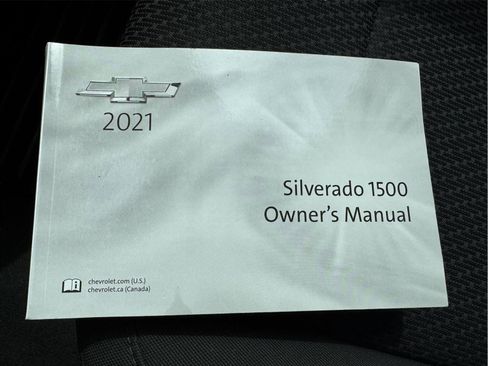 2021
Silverado 1500
Owner's Manual
chevrolet.com (U.S.)
chevrolet.ca (Canada)